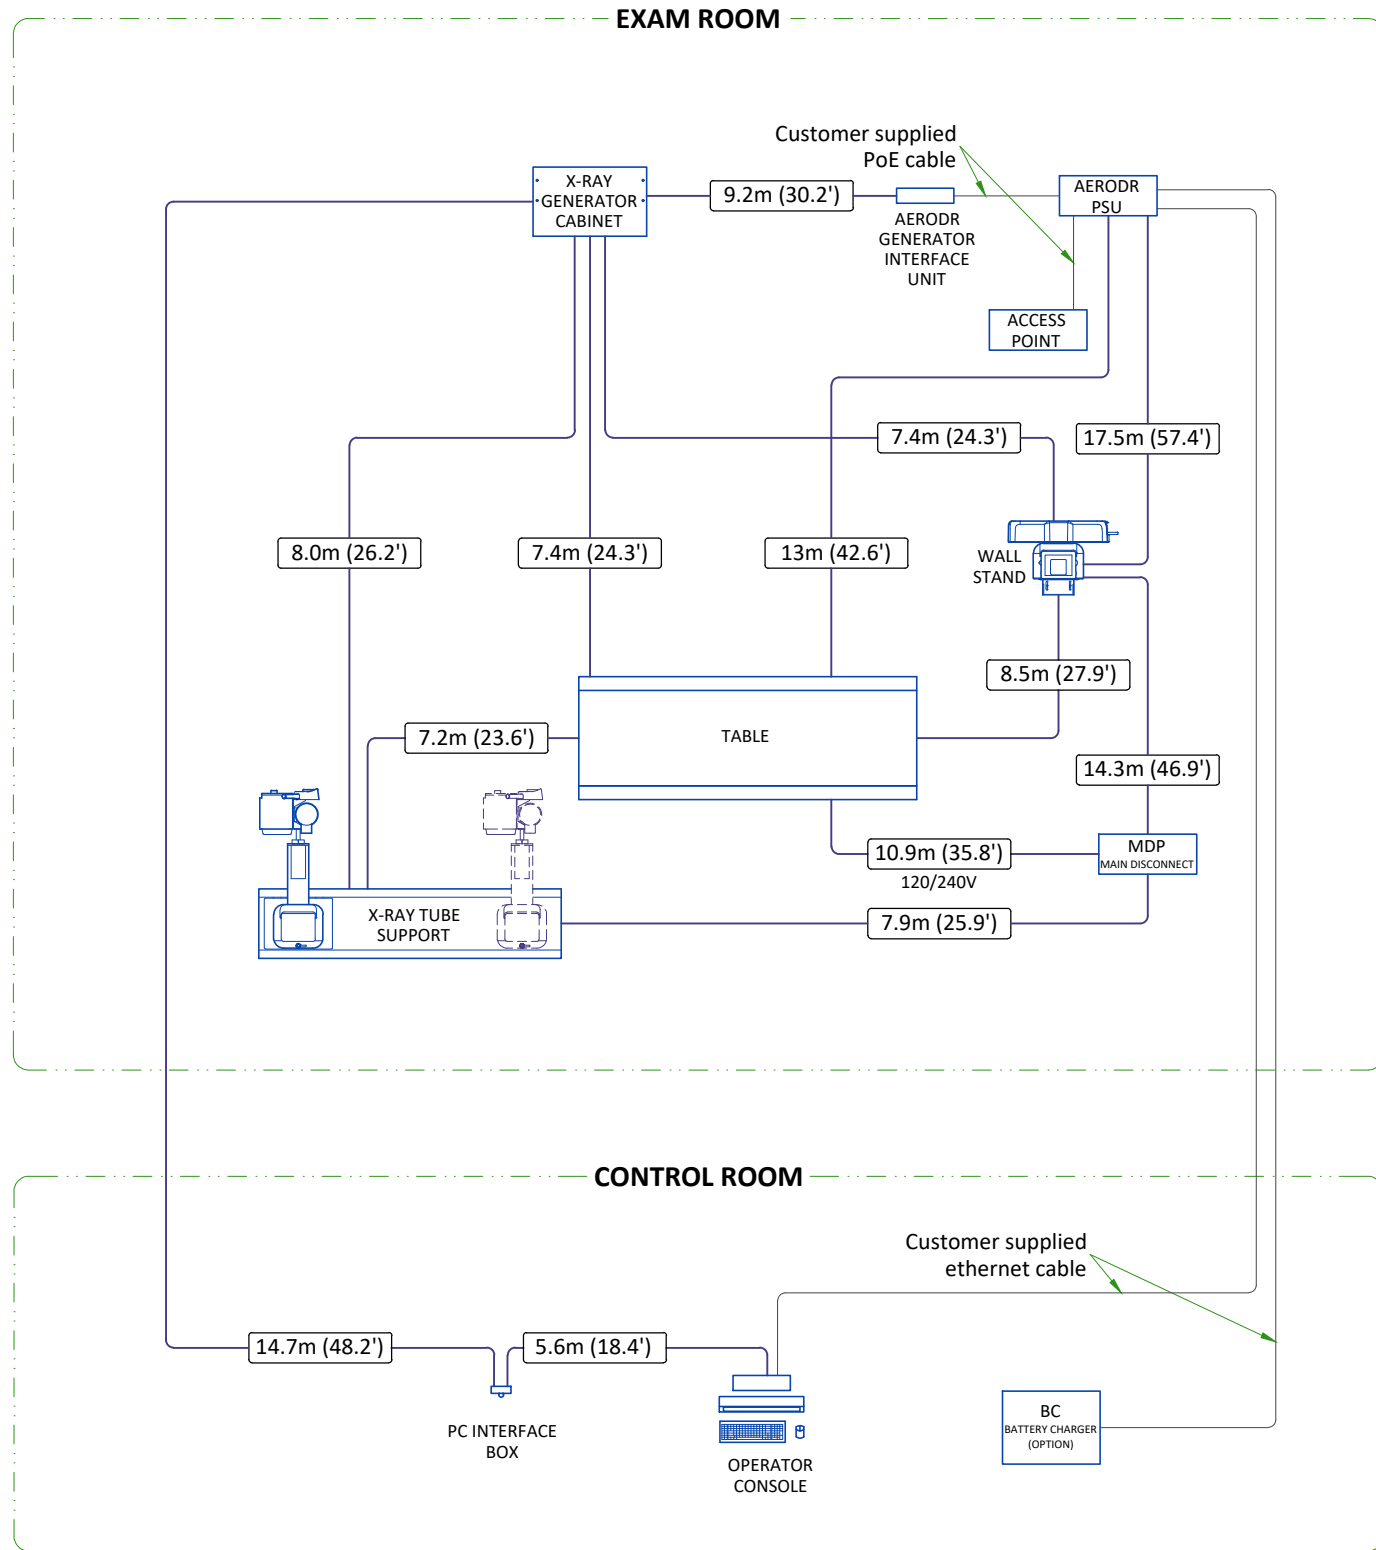 EXAM ROOM
Customer supplied
PoE cable
X-RAY
GENERATOR
CABINET
9.2m (30.2')
AERODR
GENERATOR
INTERFACE
UNIT
AERODR
PSU
ACCESS
POINT
7.4m (24.3')
17.5m (57.4')
8.0m (26.2')
7.4m (24.3')
13m (42.6')
WALL
STAND
8.5m (27.9')
7.2m (23.6')
TABLE
14.3m (46.9')
10.9m (35.8')
120/240V
MDP
MAIN DISCONNECT
X-RAY TUBE
SUPPORT
7.9m (25.9')
CONTROL ROOM
Customer supplied
ethernet cable
14.7m (48.2')
5.6m (18.4')
PC INTERFACE
BOX
OPERATOR
CONSOLE
BC
BATTERY CHARGER
(OPTION)